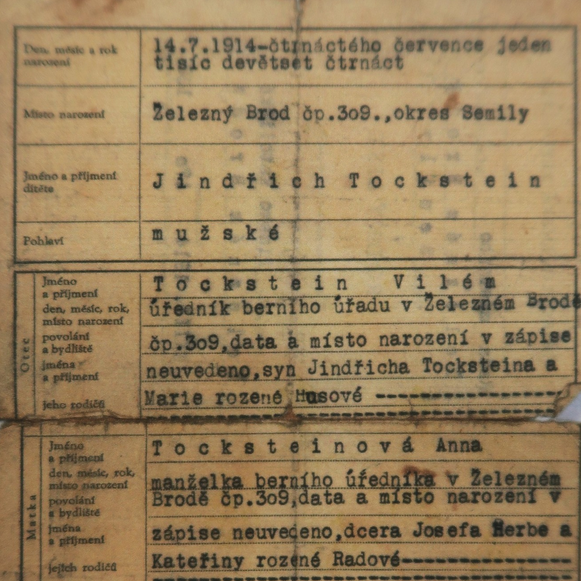 Den, měsíc a rok
narození
14.7.1914-čtrnáctého července jeden
tisíc devětset čtrnáct
Místo narození
Železný Brod čp.309.,okres Semily
Jméno a příjmení
dítěte
Jindřich Tockstein
Pohlaví
mužské
Otec
Jméno
a příjmení
Tockstein Vilém
den, měsíc, rok,
místo narození
úředník berního úřadu v Železném Brodě
povolání
a bydliště
čp.309,data a místo narození v zápise
jména
a příjmení
neuvedeno,syn Jindřicha Tocksteina a
jeho rodičů
Marie rozené Husové
Matka
Jméno
a příjmení
Tocksteinová Anna
den, měsíc, rok,
místo narození
manželka berního úředníka v Železném
povolání
a bydliště
Brodě čp.309,data a místo narození v
jména
a příjmení
zápise neuvedeno,dcera Josefa Herbe a
jejích rodičů
Kateřiny rozené Radové